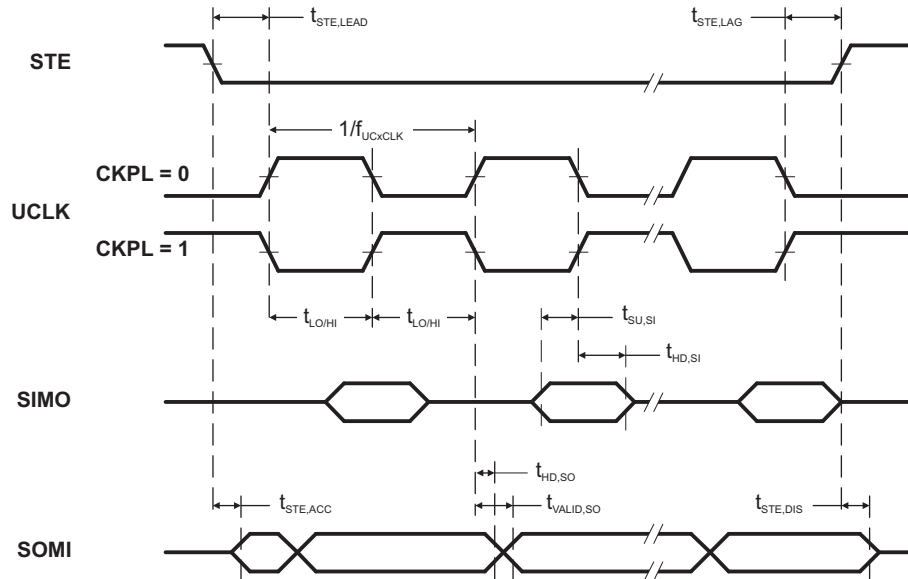 tSTE,LEAD
tSTE,LAG
STE
1/fUCxCLK
CKPL = 0
UCLK
CKPL = 1
tLO/HI tLO/HI
tSU,SI
tHD,SI
SIMO
tHD,SO
tSTE,ACC tVALID,SO tSTE,DIS
SOMI